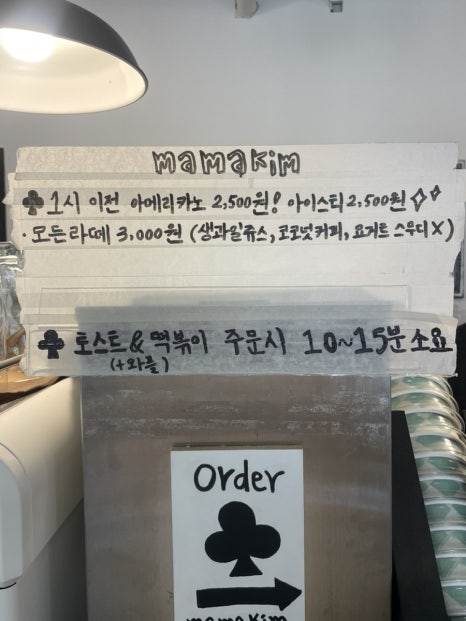 mamakim
♣ 1시 이전 아메리카노 2,500원! 아이스티 2,500원
· 모든라떼 3,000원 (생과일쥬스, 코코넛커피, 요거트 스무디 X)
♣ 토스트 & 떡볶이 주문시 10~15분 소요
(+와플)
Order
mamakim